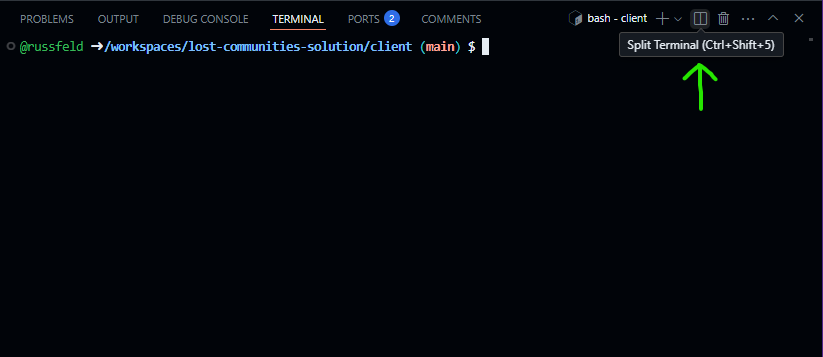 PROBLEMS OUTPUT DEBUG CONSOLE TERMINAL PORTS 2 COMMENTS bash - client
@russfeld ➜/workspaces/lost-communities-solution/client (main) $
Split Terminal (Ctrl+Shift+5)